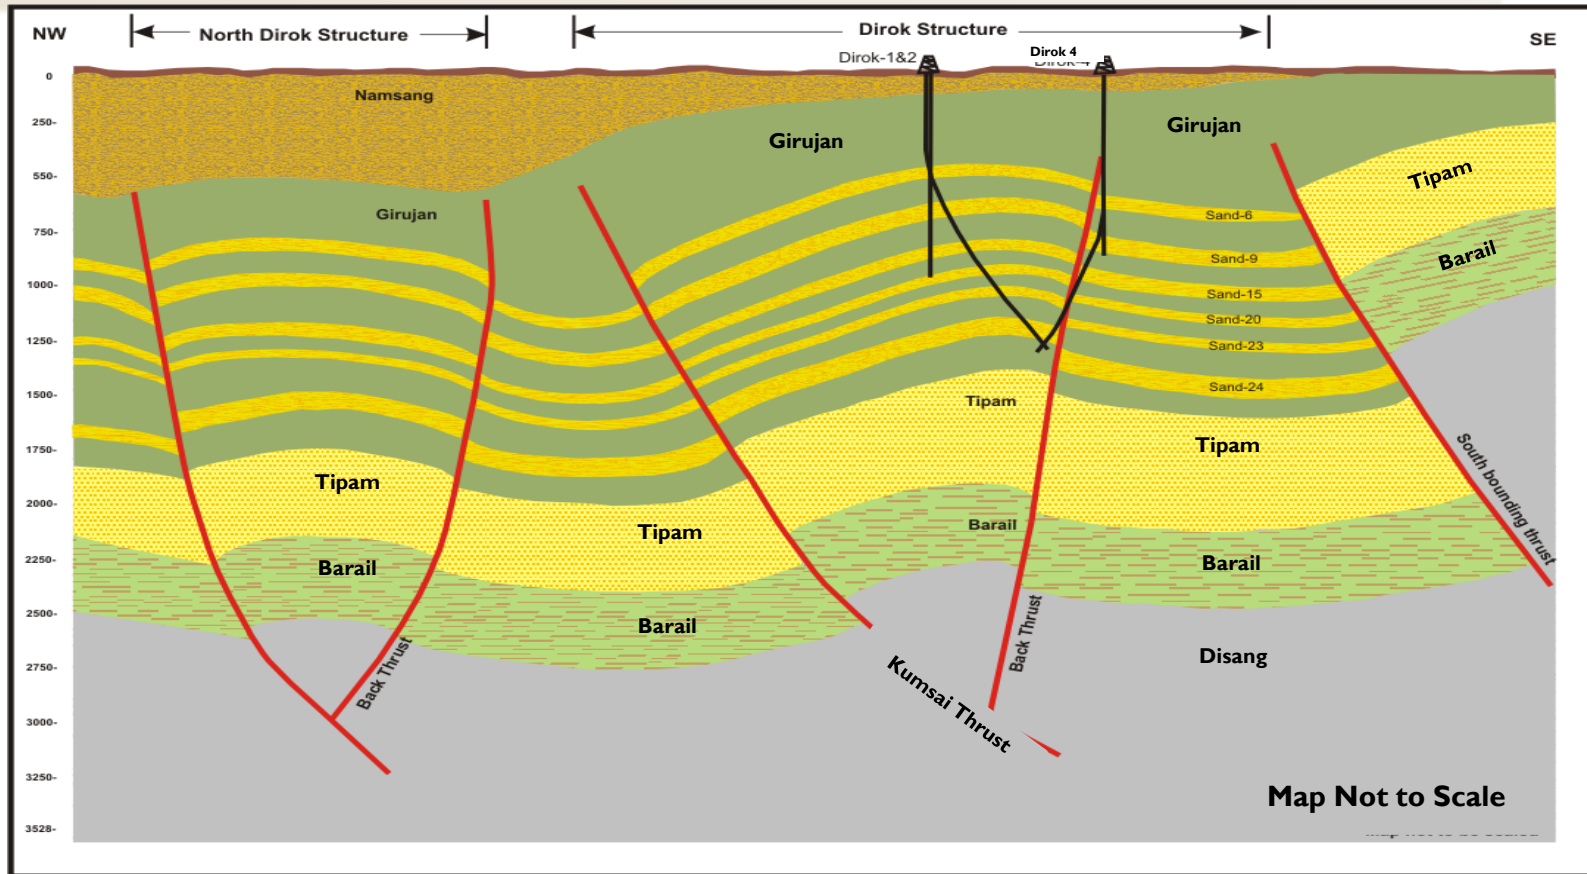 NW
North Dirok Structure
Dirok Structure
SE
Dirok-1&2
Dirok 4
Dirok-4
0
250-
550-
750-
1000-
1250-
1500-
1750-
2000-
2250-
2500-
2750-
3000-
3250-
3528-
Namsang
Girujan
Girujan
Girujan
Tipam
Barail
Sand-6
Sand-9
Sand-15
Sand-20
Sand-23
Sand-24
Tipam
Tipam
Tipam
Tipam
Barail
Barail
Barail
Barail
South bounding thrust
Back Thrust
Back Thrust
Kumsai Thrust
Disang
Map Not to Scale